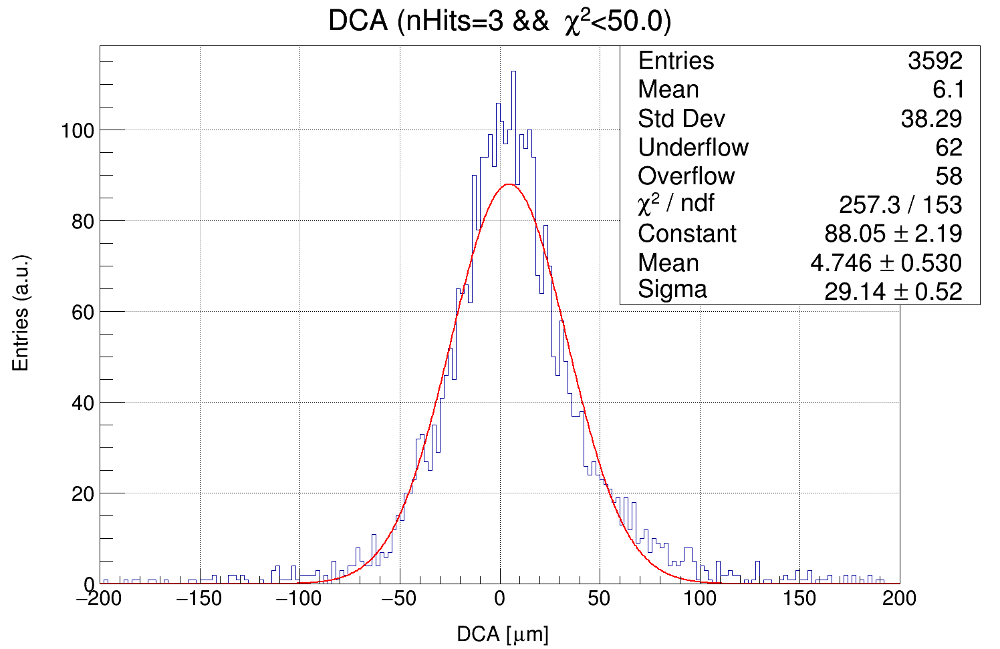 DCA (nHits=3 && χ²<50.0)
Entries 3592
Mean 6.1
Std Dev 38.29
Underflow 62
Overflow 58
χ² / ndf 257.3 / 153
Constant 88.05 ± 2.19
Mean 4.746 ± 0.530
Sigma 29.14 ± 0.52
Entries (a.u.)
100
80
60
40
20
0
−200 −150 −100 −50 0 50 100 150 200
DCA [μm]